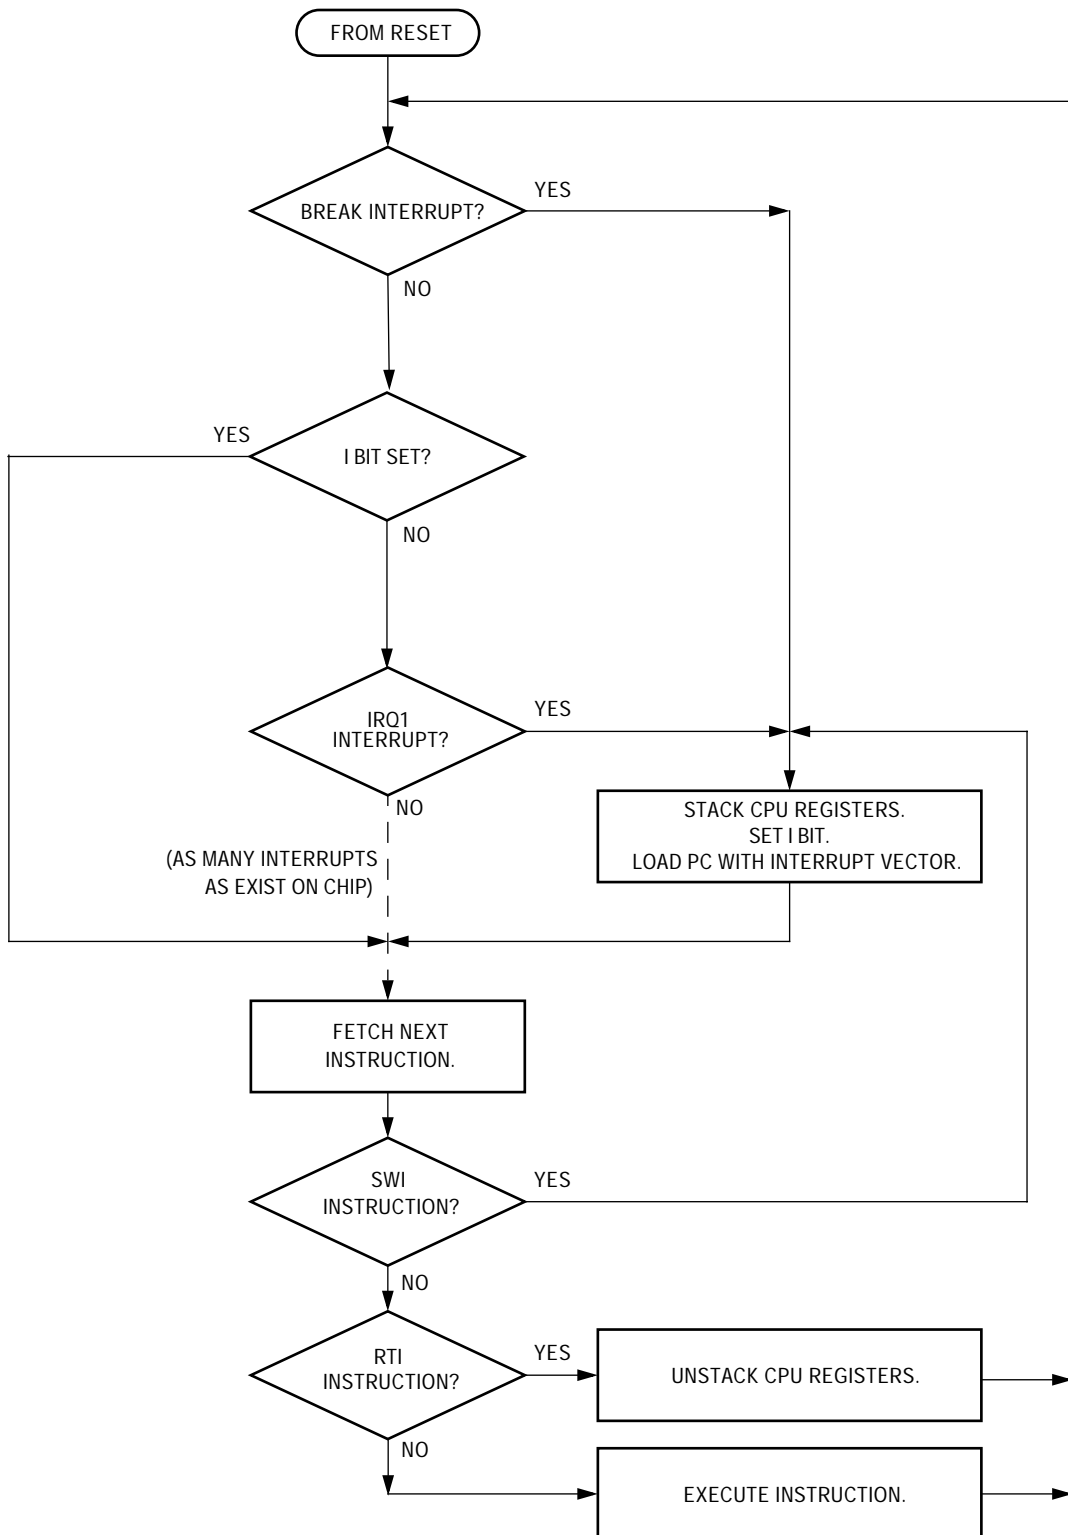 FROM RESET
BREAK INTERRUPT?
YES
NO
I BIT SET?
YES
NO
IRQ1
INTERRUPT?
YES
NO
(AS MANY INTERRUPTS
AS EXIST ON CHIP)
STACK CPU REGISTERS.
SET I BIT.
LOAD PC WITH INTERRUPT VECTOR.
FETCH NEXT
INSTRUCTION.
SWI
INSTRUCTION?
YES
NO
RTI
INSTRUCTION?
YES
UNSTACK CPU REGISTERS.
NO
EXECUTE INSTRUCTION.